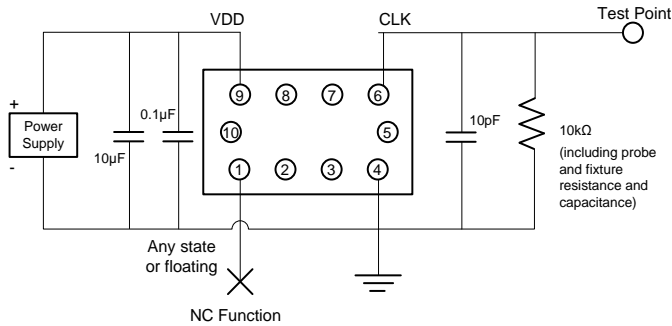 VDD
CLK
Test Point
9
8
7
6
+
Power
Supply
-
10µF
0.1µF
10
5
10pF
10kΩ
(including probe
and fixture
resistance and
capacitance)
1
2
3
4
Any state
or floating
NC Function